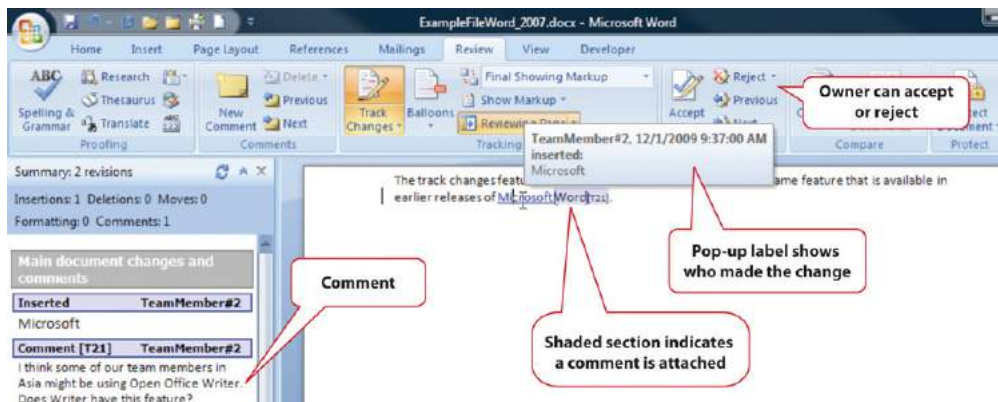 ExampleFileWord_2007.docx - Microsoft Word
Home Insert Page Layout References Mailings Review View Developer
ABC
Spelling & Grammar
Research
Thesaurus
Translate
Proofing
New Comment
Delete
Previous
Next
Comments
Track Changes
Balloons
Final Showing Markup
Show Markup
Reviewing Pane
Tracking
Accept
Reject
Previous
Next
Compare
Protect
Owner can accept
or reject
TeamMember#2, 12/1/2009 9:37:00 AM
inserted:
Microsoft
Summary: 2 revisions
Insertions: 1 Deletions: 0 Moves: 0
Formatting: 0 Comments: 1
Main document changes and
comments
Inserted TeamMember#2
Microsoft
Comment [T21] TeamMember#2
I think some of our team members in
Asia might be using Open Office Writer.
Does Writer have this feature?
The track changes featu ame feature that is available in
earlier releases of Microsoft Word[T21].
Comment
Pop-up label shows
who made the change
Shaded section indicates
a comment is attached